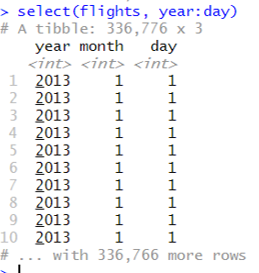 > select(flights, year:day)
# A tibble: 336,776 x 3
year month day
<int> <int> <int>
1 2013 1 1
2 2013 1 1
3 2013 1 1
4 2013 1 1
5 2013 1 1
6 2013 1 1
7 2013 1 1
8 2013 1 1
9 2013 1 1
10 2013 1 1
# ... with 336,766 more rows
>